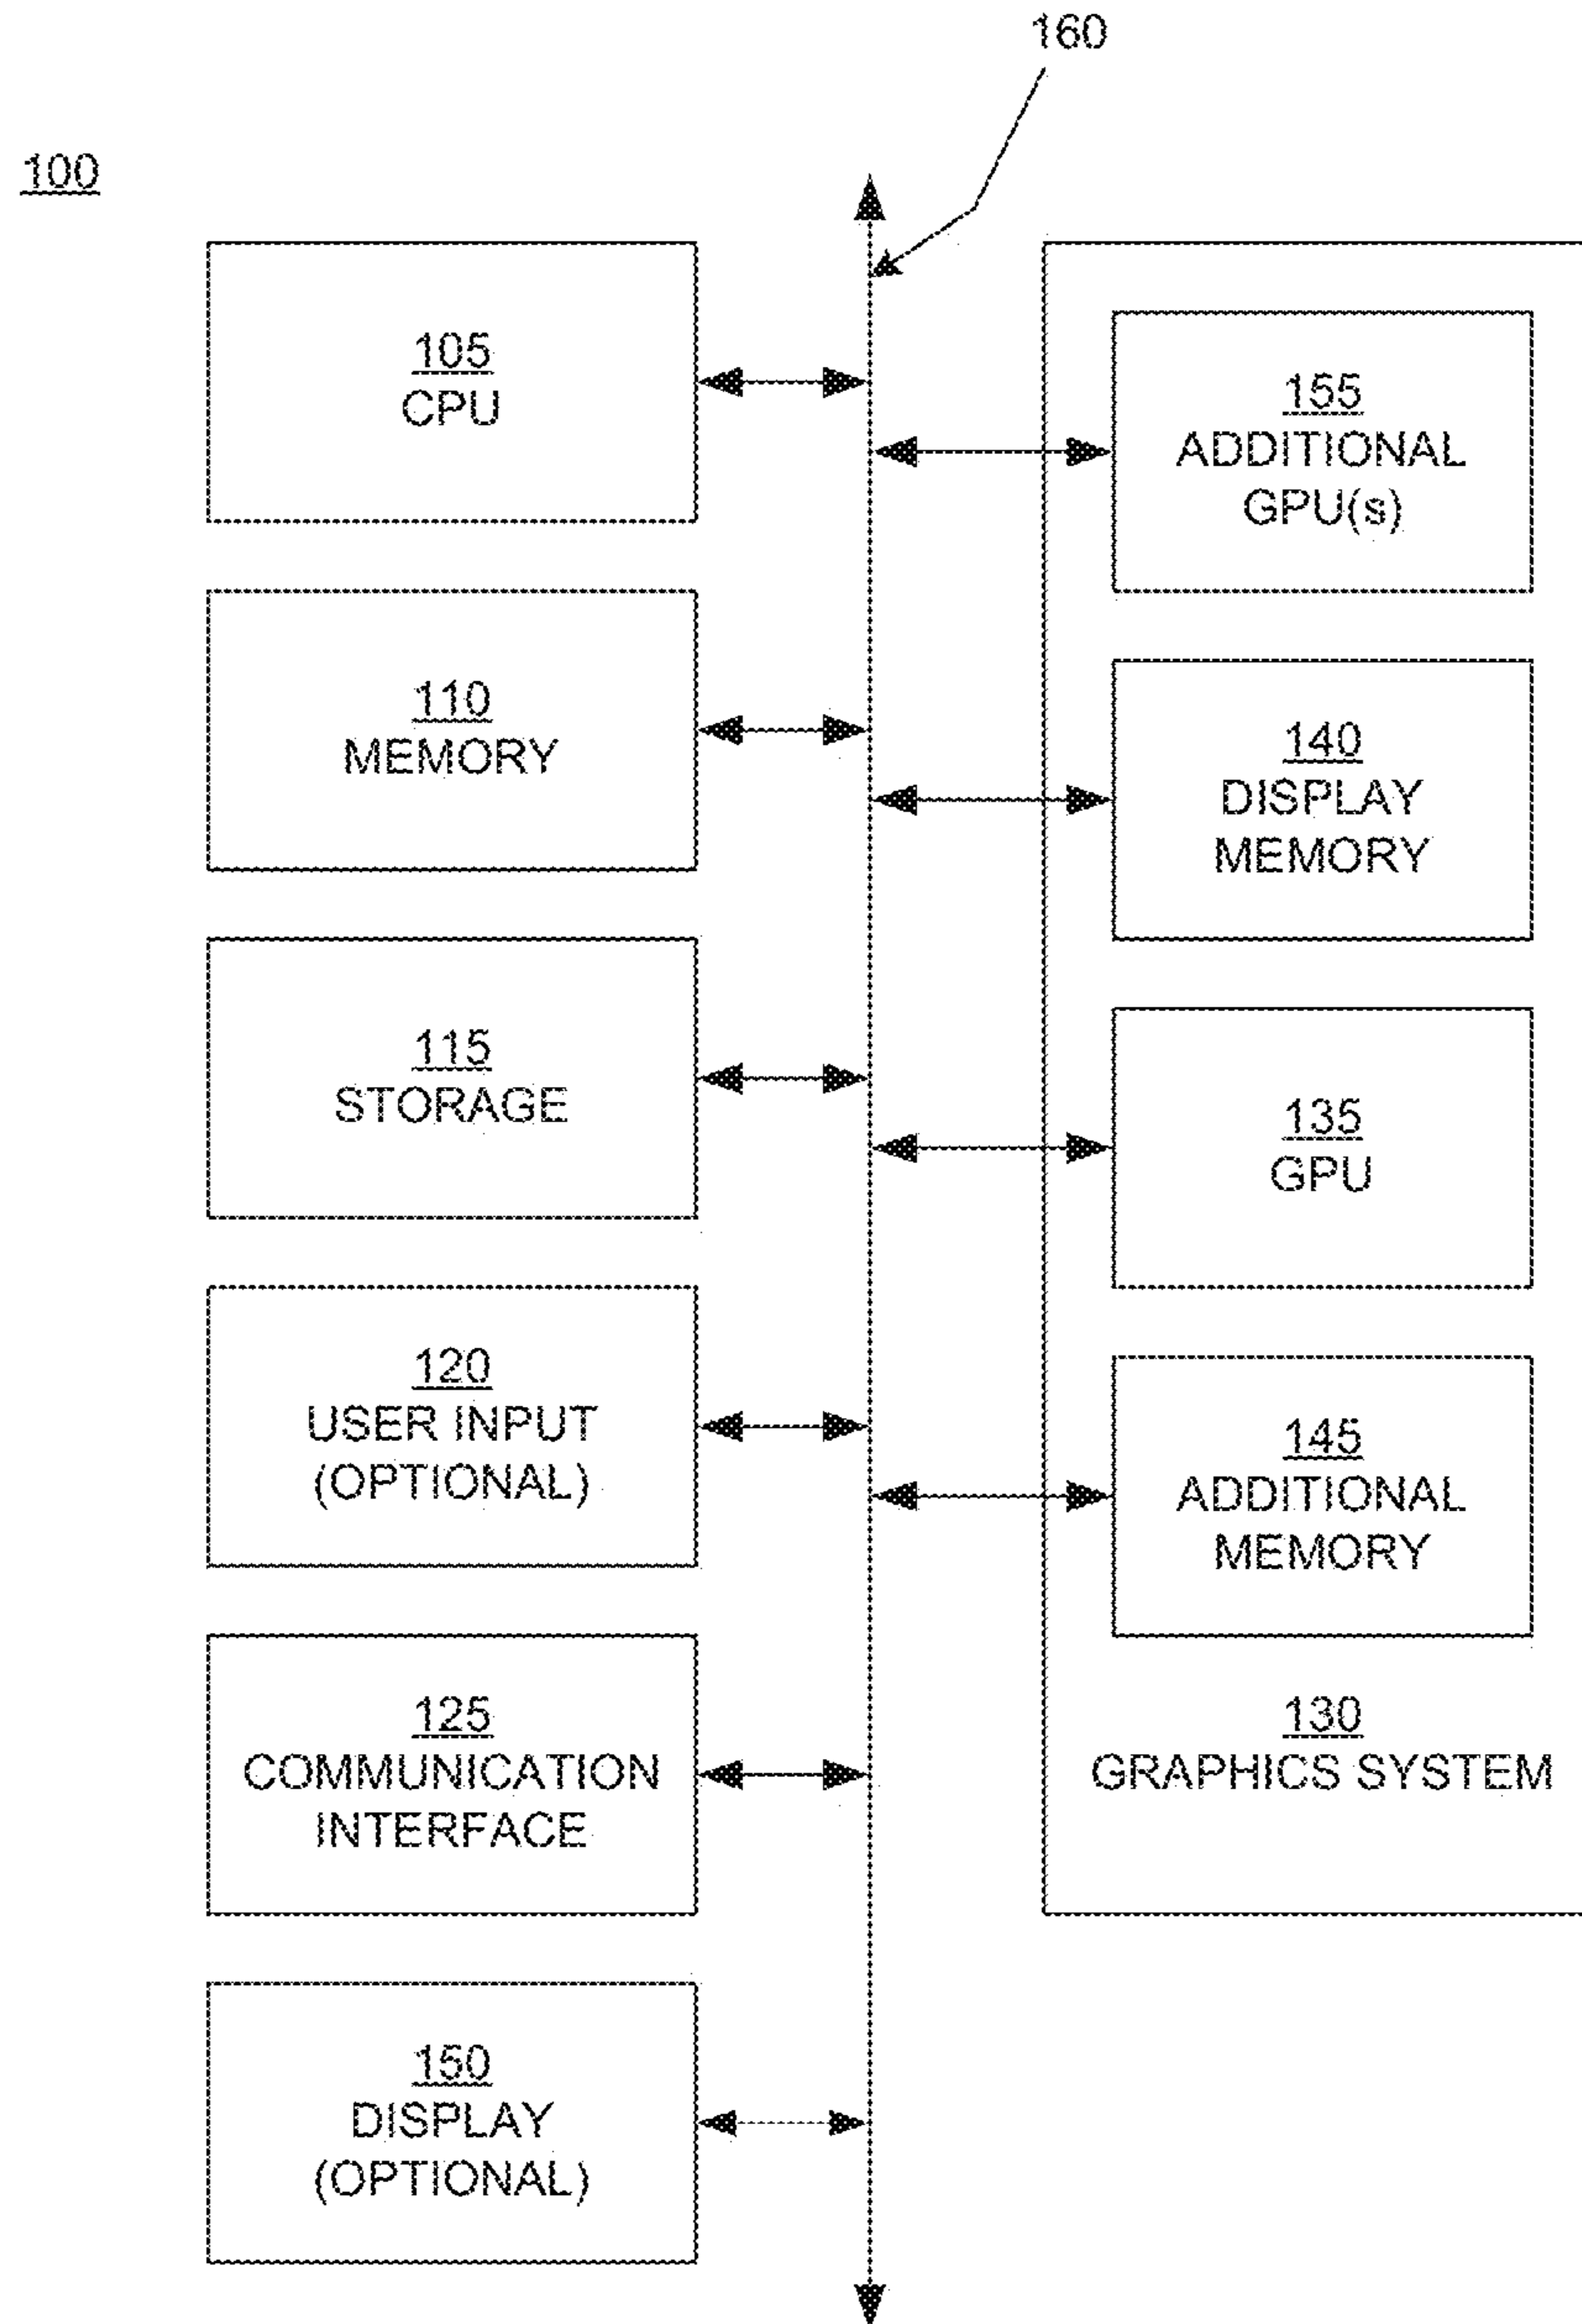 160
100
105
CPU
110
MEMORY
115
STORAGE
120
USER INPUT
(OPTIONAL)
125
COMMUNICATION
INTERFACE
150
DISPLAY
(OPTIONAL)
155
ADDITIONAL
GPU(s)
140
DISPLAY
MEMORY
135
GPU
145
ADDITIONAL
MEMORY
130
GRAPHICS SYSTEM